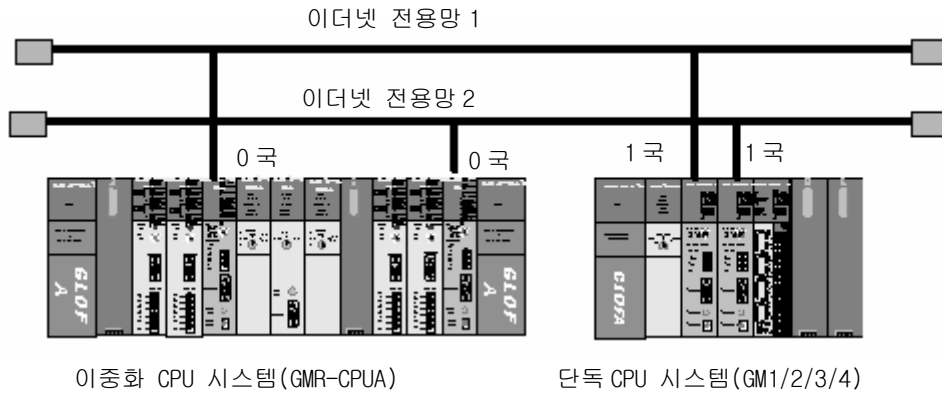 이더넷 전용망 1
이더넷 전용망 2
0국
0국
1국
1국
GLOFA
GLOFA
GLOFA
이중화 CPU 시스템(GMR-CPUA)
단독 CPU 시스템(GM1/2/3/4)